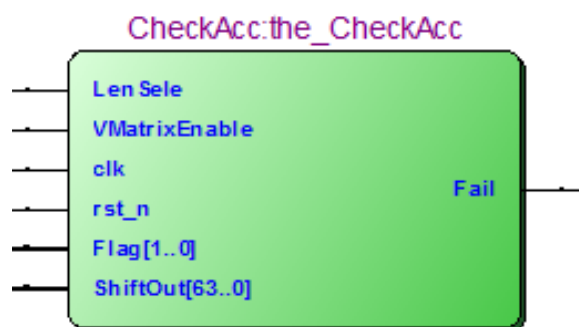 CheckAcc:the_CheckAcc
LenSele
VMatrixEnable
clk
rst_n
Fail
Flag[1..0]
ShiftOut[63..0]